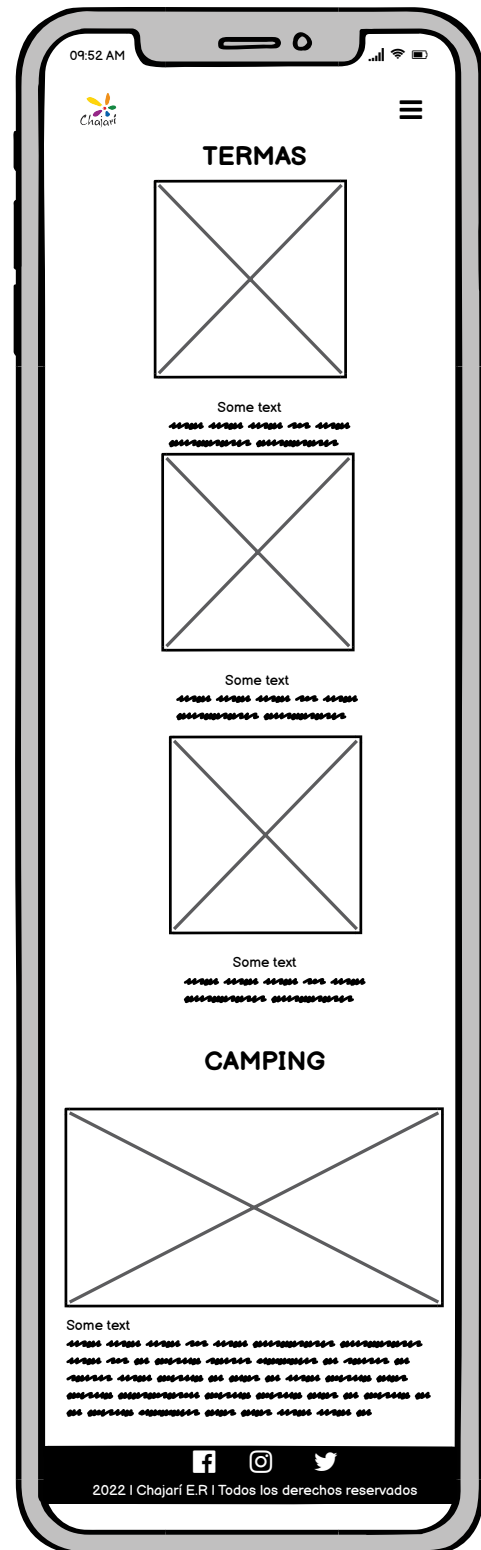 09:52 AM
Chajarí
TERMAS
Some text
Some text
Some text
CAMPING
Some text
2022 | Chajarí E.R | Todos los derechos reservados